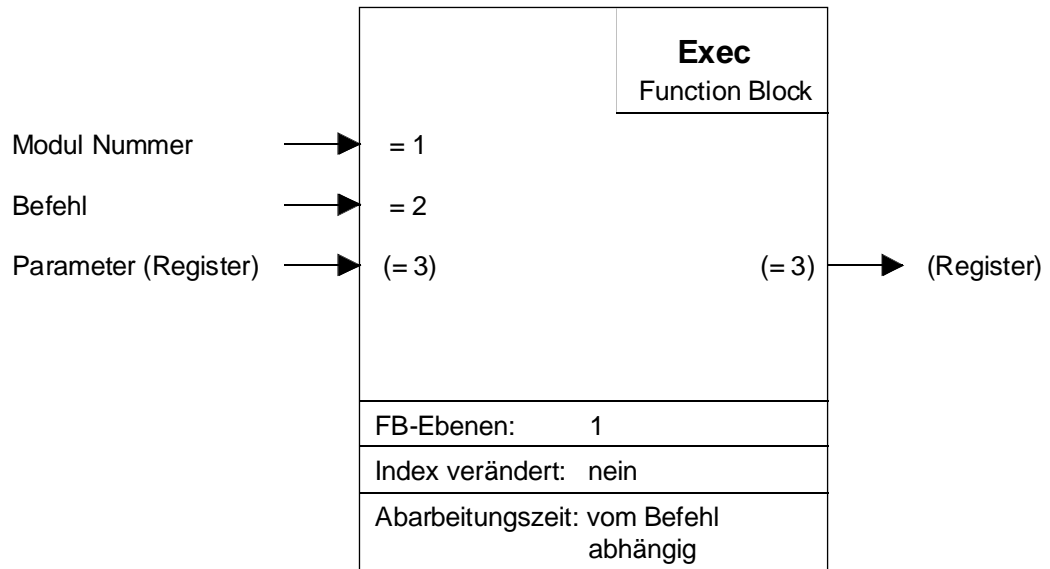 Exec
Function Block
Modul Nummer = 1
Befehl = 2
Parameter (Register) (= 3) (= 3) (Register)
FB-Ebenen: 1
Index verändert: nein
Abarbeitungszeit: vom Befehl
abhängig